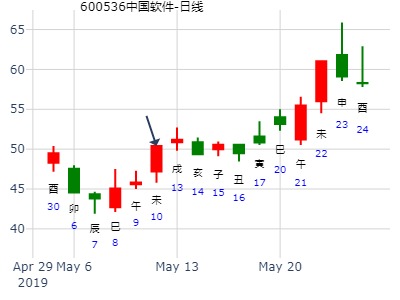 600536中国软件-日线
65
60
55
50
45
40
酉
30
卯
6
辰
7
巳
8
午
9
未
10
戌
13
亥
14
子
15
丑
16
寅
17
巳
20
午
21
未
22
申
23
酉
24
Apr 29
May 6
May 13
May 20
2019